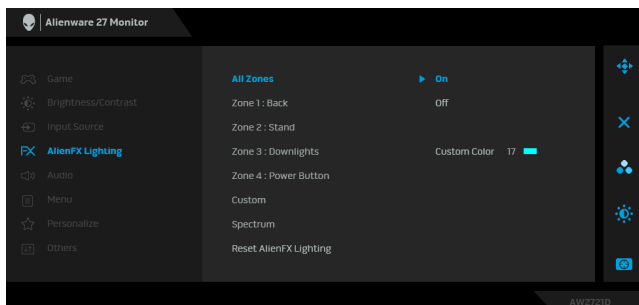 Alienware 27 Monitor
Game
Brightness/Contrast
Input Source
FX AlienFX Lighting
Audio
Menu
Personalize
Others
All Zones On
Zone 1 : Back Off
Zone 2 : Stand
Zone 3 : Downlights Custom Color 17
Zone 4 : Power Button
Custom
Spectrum
Reset AlienFX Lighting
AW2721D